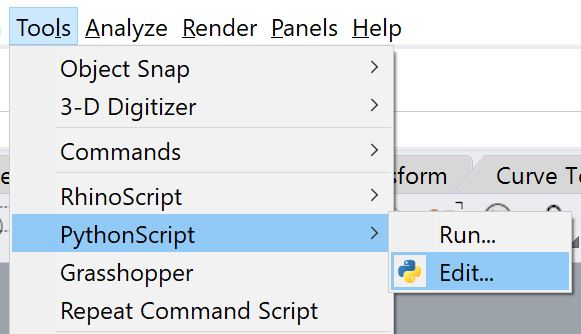 Tools Analyze Render Panels Help
Object Snap
3-D Digitizer
Commands
Curve To
RhinoScript
PythonScript
Run...
Grasshopper
Edit...
Repeat Command Script